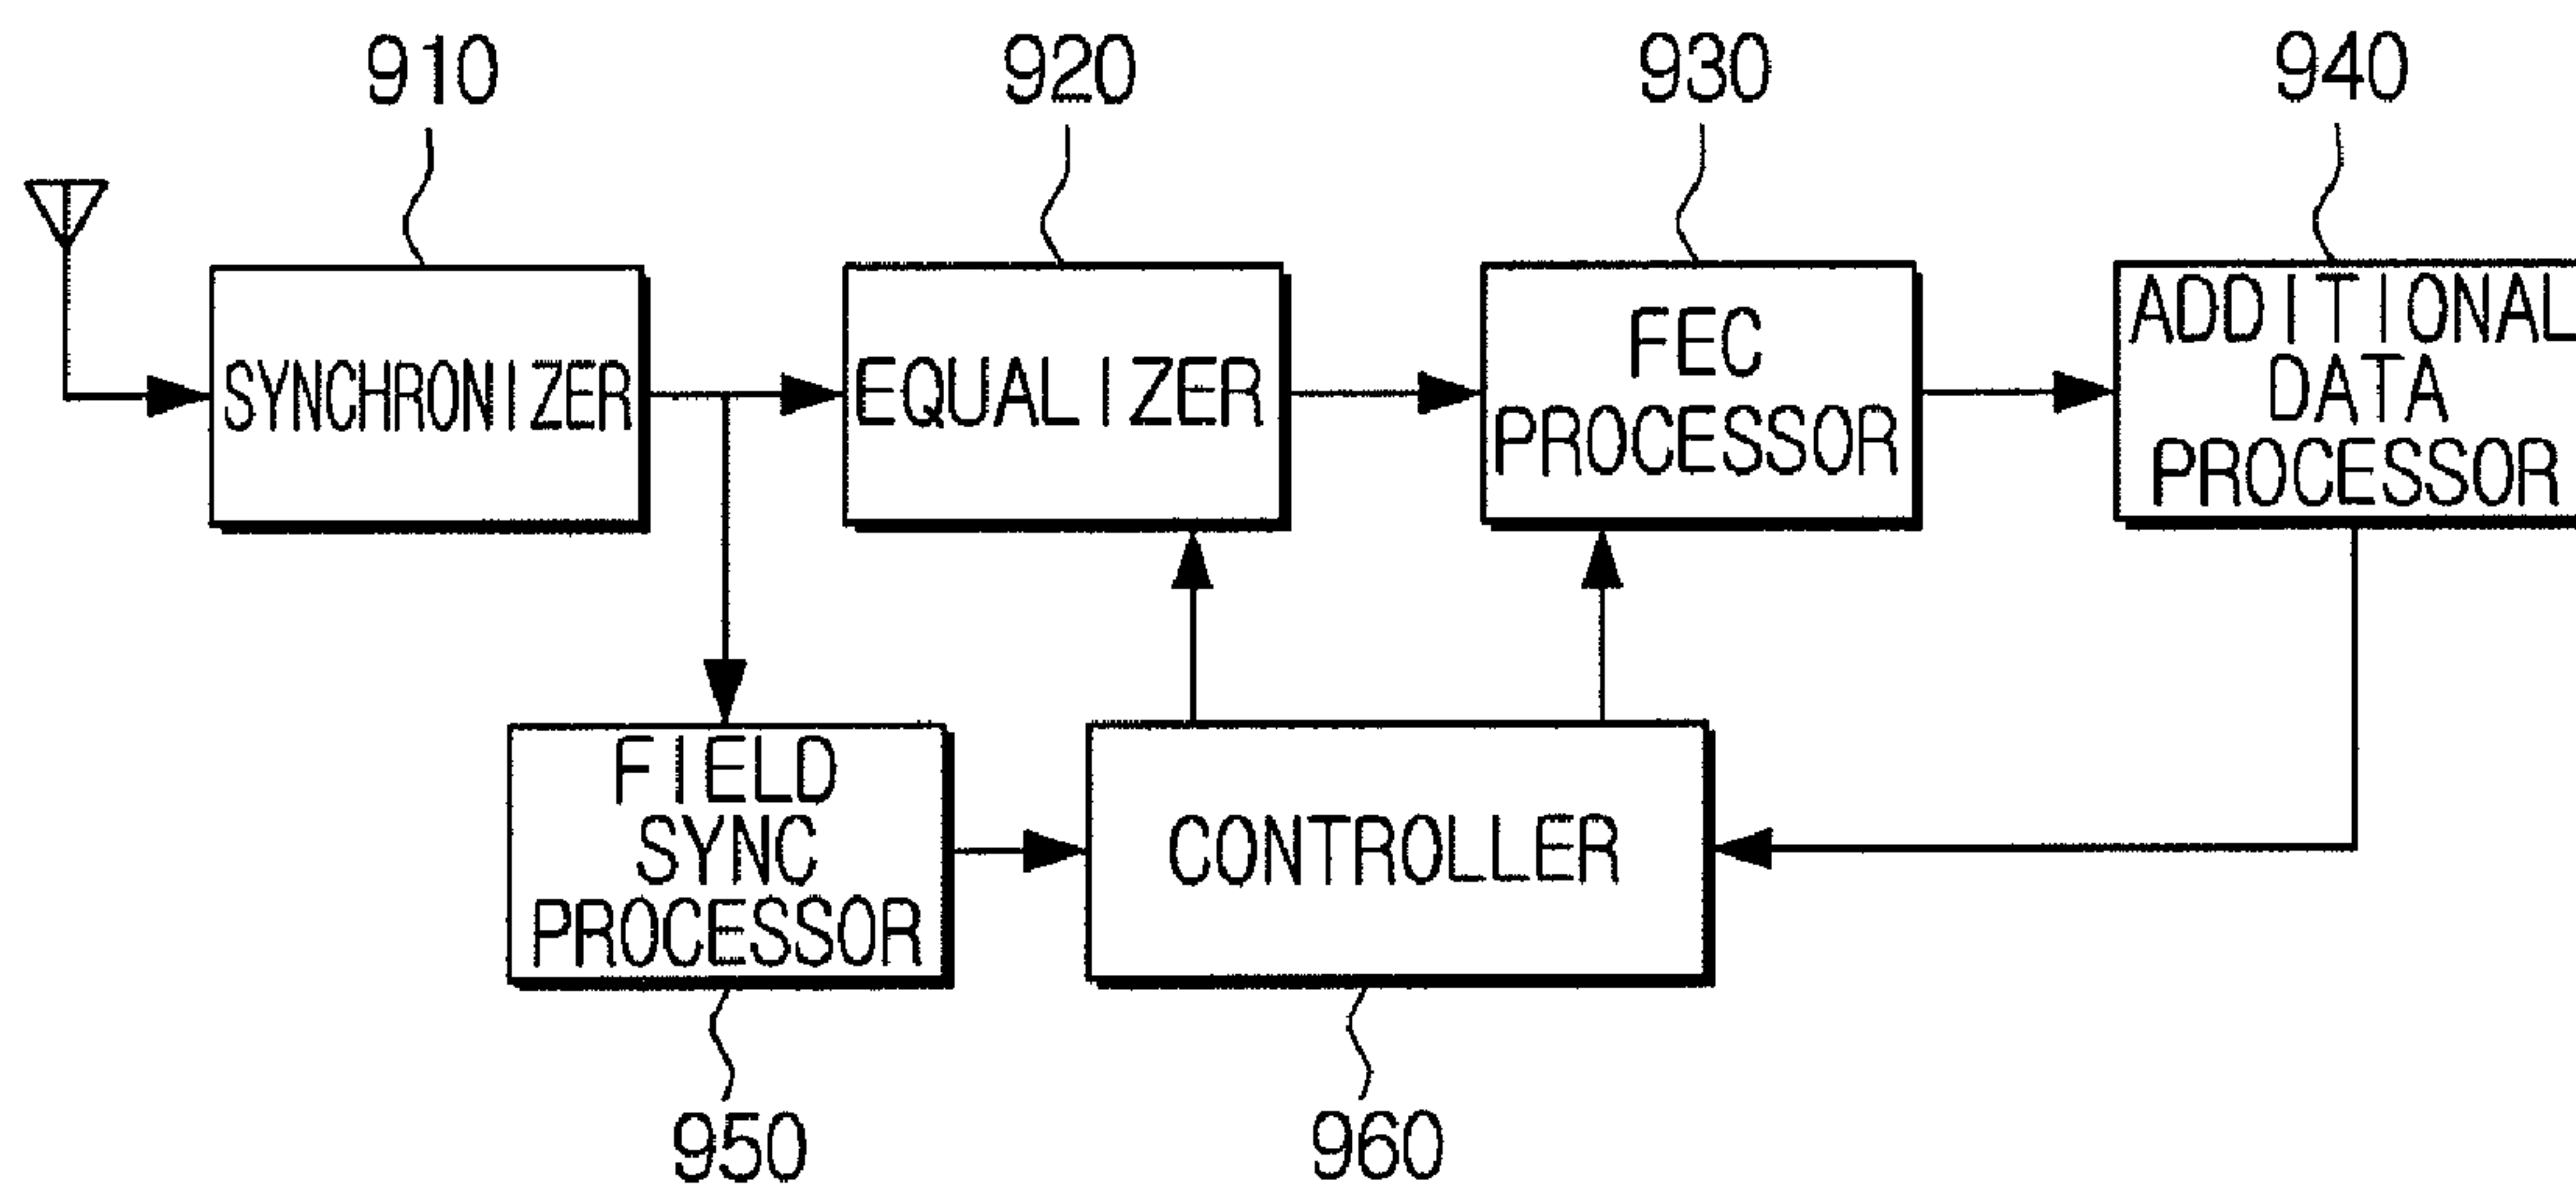 910
920
930
940
SYNCHRONIZER
EQUALIZER
FEC
PROCESSOR
ADDITIONAL
DATA
PROCESSOR
FIELD
SYNC
PROCESSOR
CONTROLLER
950
960